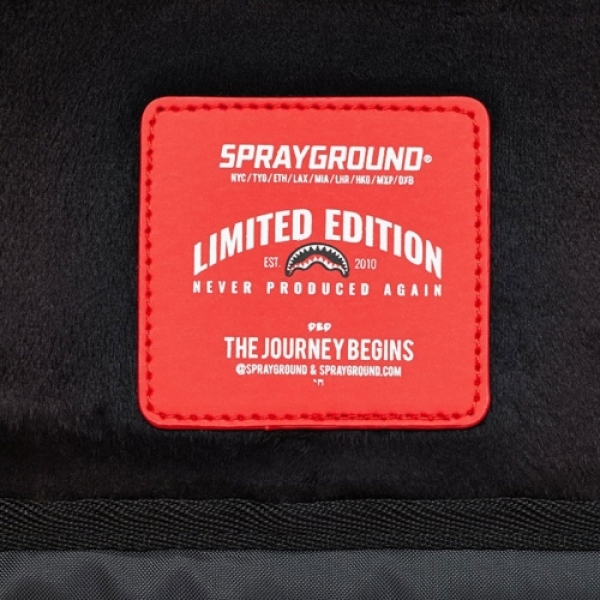 SPRAYGROUND®
NYC/TYO/ETH/LAX/MIA/LHR/HKG/MXP/DXB
LIMITED EDITION
EST. 2010
NEVER PRODUCED AGAIN
DBD
THE JOURNEY BEGINS
@SPRAYGROUND & SPRAYGROUND.COM